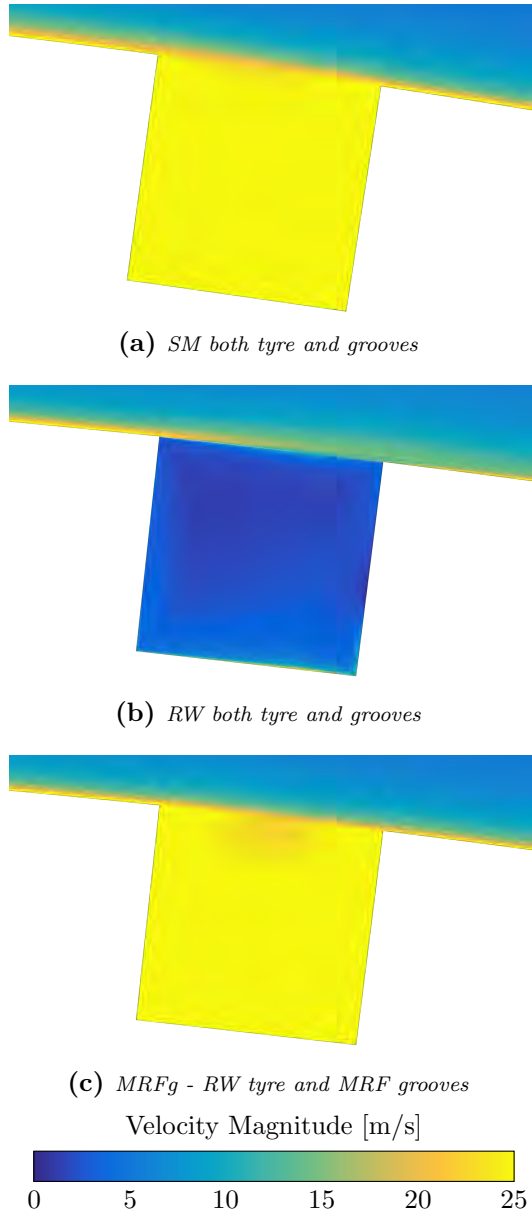 (a) SM both tyre and grooves
(b) RW both tyre and grooves
(c) MRFg - RW tyre and MRF grooves
Velocity Magnitude [m/s]
0 5 10 15 20 25